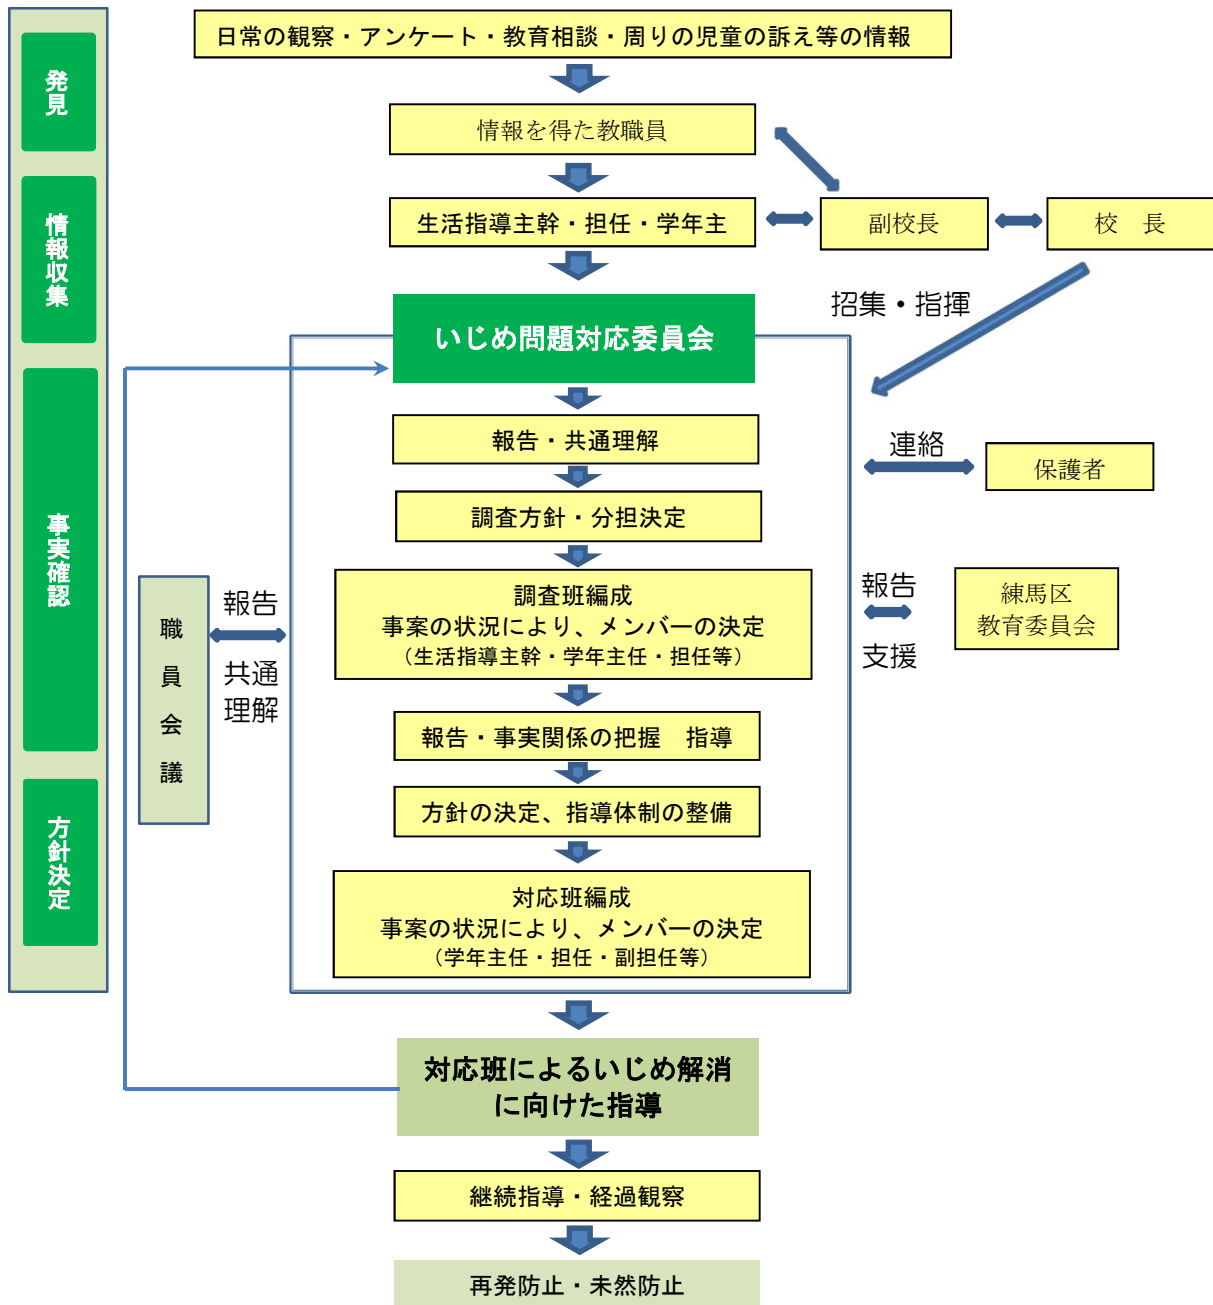 発見
情報収集
事実確認
方針決定
日常の観察・アンケート・教育相談・周りの児童の訴え等の情報
情報を得た教職員
生活指導主幹・担任・学年主
副校長
校　長
招集・指揮
いじめ問題対応委員会
報告・共通理解
連絡
保護者
調査方針・分担決定
調査班編成
事案の状況により、メンバーの決定
（生活指導主幹・学年主任・担任等）
報告
支援
練馬区
教育委員会
職員会議
報告
共通
理解
報告・事実関係の把握　指導
方針の決定、指導体制の整備
対応班編成
事案の状況により、メンバーの決定
（学年主任・担任・副担任等）
対応班によるいじめ解消
に向けた指導
継続指導・経過観察
再発防止・未然防止